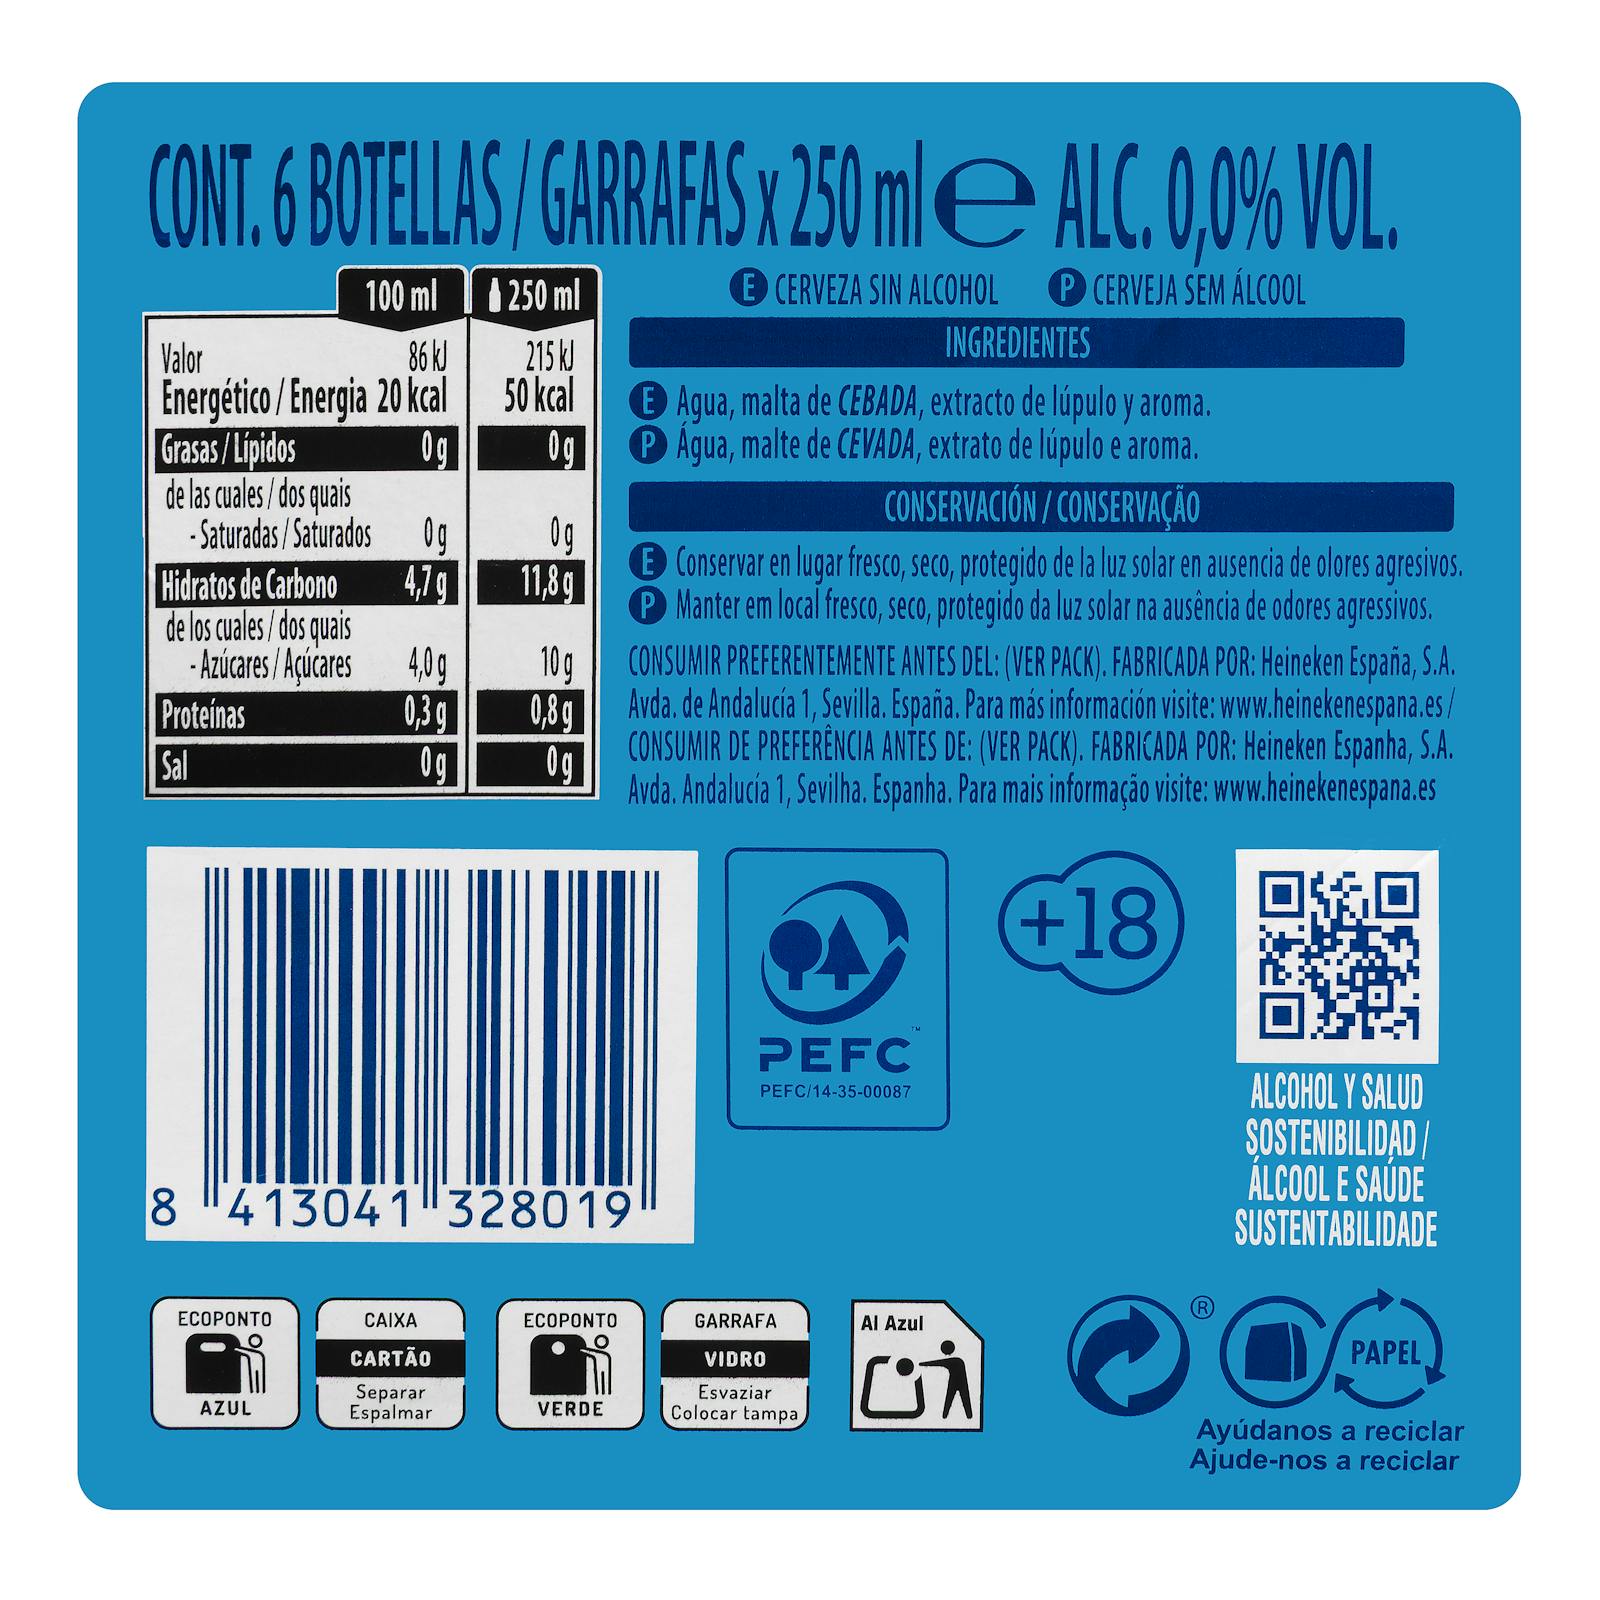 CONT. 6 BOTELLAS / GARRAFAS x 250 ml e ALC. 0,0% VOL.
E CERVEZA SIN ALCOHOL P CERVEJA SEM ÁLCOOL
100 ml 250 ml
Valor 86 kJ 215 kJ
Energético / Energia 20 kcal 50 kcal
Grasas / Lípidos 0 g 0 g
de las cuales / dos quais
- Saturadas / Saturados 0 g 0 g
Hidratos de Carbono 4,7 g 11,8 g
de los cuales / dos quais
- Azúcares / Açúcares 4,0 g 10 g
Proteínas 0,3 g 0,8 g
Sal 0 g 0 g
INGREDIENTES
E Agua, malta de CEBADA, extracto de lúpulo y aroma.
P Água, malte de CEVADA, extrato de lúpulo e aroma.
CONSERVACIÓN / CONSERVAÇÃO
E Conservar en lugar fresco, seco, protegido de la luz solar en ausencia de olores agresivos.
P Manter em local fresco, seco, protegido da luz solar na ausência de odores agressivos.
CONSUMIR PREFERENTEMENTE ANTES DEL: (VER PACK). FABRICADA POR: Heineken España, S.A.
Avda. de Andalucía 1, Sevilla. España. Para más información visite: www.heinekenespana.es /
CONSUMIR DE PREFERÊNCIA ANTES DE: (VER PACK). FABRICADA POR: Heineken Espanha, S.A.
Avda. Andalucía 1, Sevilha. Espanha. Para mais informação visite: www.heinekenespana.es
8 413041 328019
PEFC™
PEFC/14-35-00087
+18
ALCOHOL Y SALUD
SOSTENIBILIDAD /
ÁLCOOL E SAÚDE
SUSTENTABILIDADE
ECOPONTO
AZUL
CAIXA
CARTÃO
Separar
Espalmar
ECOPONTO
VERDE
GARRAFA
VIDRO
Esvaziar
Colocar tampa
Al Azul
®
PAPEL
Ayúdanos a reciclar
Ajude-nos a reciclar